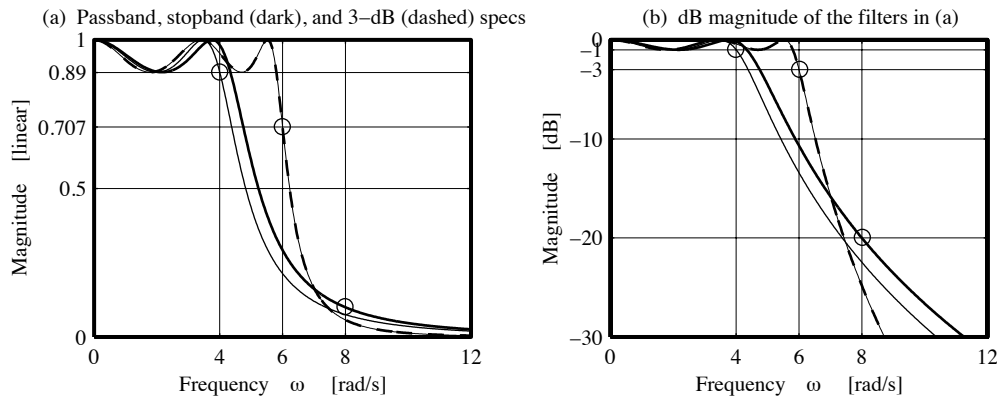 (a) Passband, stopband (dark), and 3–dB (dashed) specs
1
0.89
0.707
0.5
0
Magnitude [linear]
0 4 6 8 12
Frequency ω [rad/s]
(b) dB magnitude of the filters in (a)
0
−1
−3
−10
−20
−30
Magnitude [dB]
0 4 6 8 12
Frequency ω [rad/s]